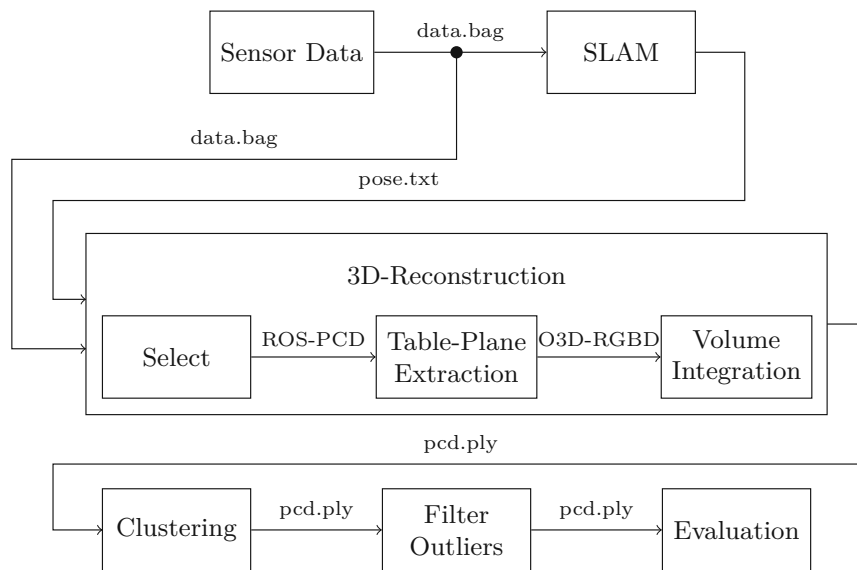 data.bag
Sensor Data
SLAM
data.bag
pose.txt
3D-Reconstruction
ROS-PCD
O3D-RGBD
Select
Table-Plane
Extraction
Volume
Integration
pcd.ply
pcd.ply
pcd.ply
Clustering
Filter
Outliers
Evaluation